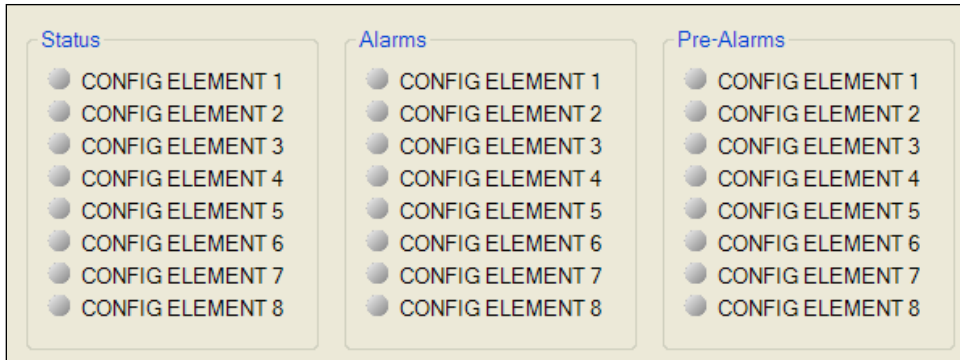 Status
CONFIG ELEMENT 1
CONFIG ELEMENT 2
CONFIG ELEMENT 3
CONFIG ELEMENT 4
CONFIG ELEMENT 5
CONFIG ELEMENT 6
CONFIG ELEMENT 7
CONFIG ELEMENT 8
Alarms
CONFIG ELEMENT 1
CONFIG ELEMENT 2
CONFIG ELEMENT 3
CONFIG ELEMENT 4
CONFIG ELEMENT 5
CONFIG ELEMENT 6
CONFIG ELEMENT 7
CONFIG ELEMENT 8
Pre-Alarms
CONFIG ELEMENT 1
CONFIG ELEMENT 2
CONFIG ELEMENT 3
CONFIG ELEMENT 4
CONFIG ELEMENT 5
CONFIG ELEMENT 6
CONFIG ELEMENT 7
CONFIG ELEMENT 8